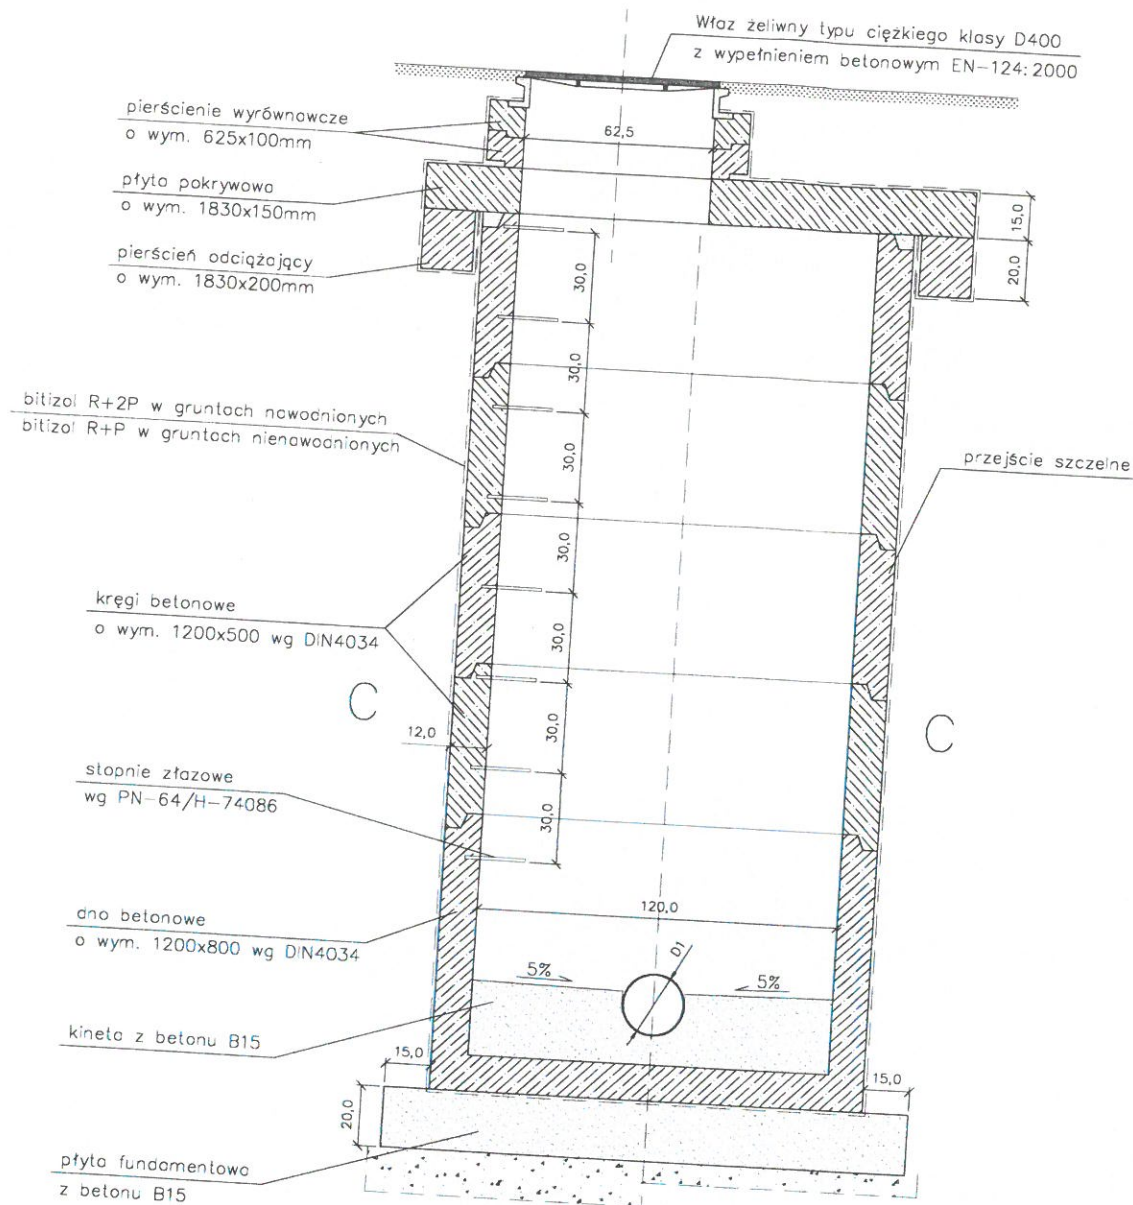 Właz żeliwny typu ciężkiego klasy D400
z wypełnieniem betonowym EN-124:2000
pierścienie wyrównawcze
o wym. 625x100mm
62,5
płyta pokrywowa
o wym. 1830x150mm
15,0
pierścień odciążający
o wym. 1830x200mm
20,0
30,0
30,0
bitizol R+2P w gruntach nawodnionych
bitizol R+P w gruntach nienawodnionych
30,0
przejście szczelne
30,0
kręgi betonowe
o wym. 1200x500 wg DIN4034
30,0
C
C
12,0
30,0
stopnie złazowe
wg PN-64/H-74086
30,0
dno betonowe
o wym. 1200x800 wg DIN4034
120,0
D1
5%
5%
kineta z betonu B15
15,0
15,0
20,0
płyta fundamentowa
z betonu B15